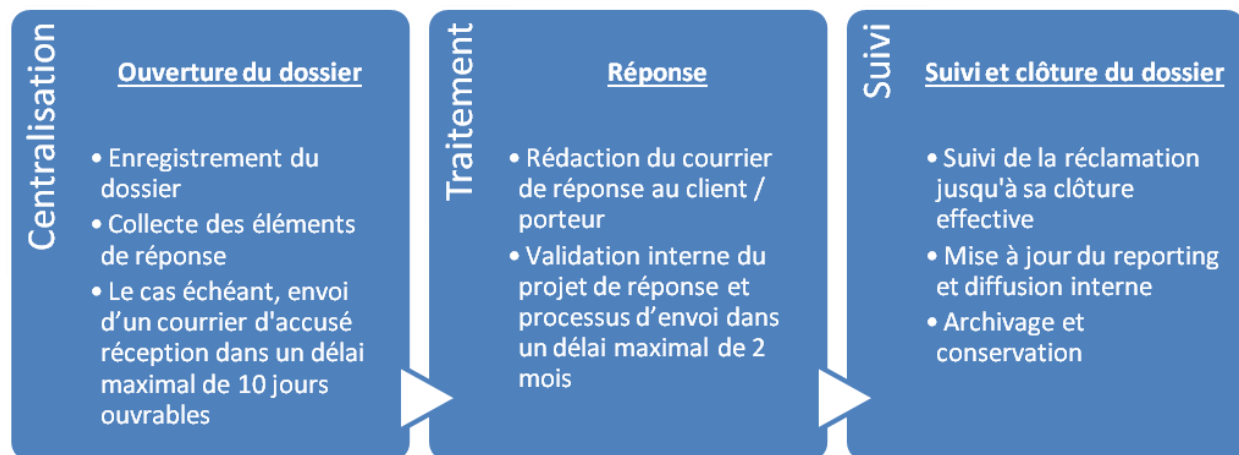 Centralisation
Ouverture du dossier
• Enregistrement du
dossier
• Collecte des éléments
de réponse
• Le cas échéant, envoi
d’un courrier d'accusé
réception dans un délai
maximal de 10 jours
ouvrables
Traitement
Réponse
• Rédaction du courrier
de réponse au client /
porteur
• Validation interne du
projet de réponse et
processus d’envoi dans
un délai maximal de 2
mois
Suivi
Suivi et clôture du dossier
• Suivi de la réclamation
jusqu'à sa clôture
effective
• Mise à jour du reporting
et diffusion interne
• Archivage et
conservation